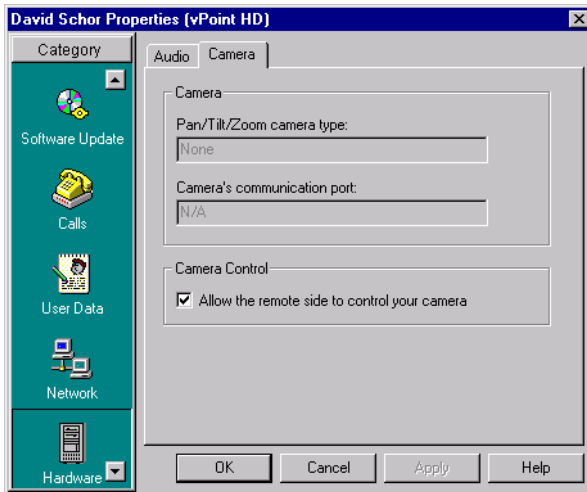 David Schor Properties (vPoint HD)
Category
Software Update
Calls
User Data
Network
Hardware
Audio
Camera
Camera
Pan/Tilt/Zoom camera type:
None
Camera's communication port:
N/A
Camera Control
Allow the remote side to control your camera
OK
Cancel
Apply
Help